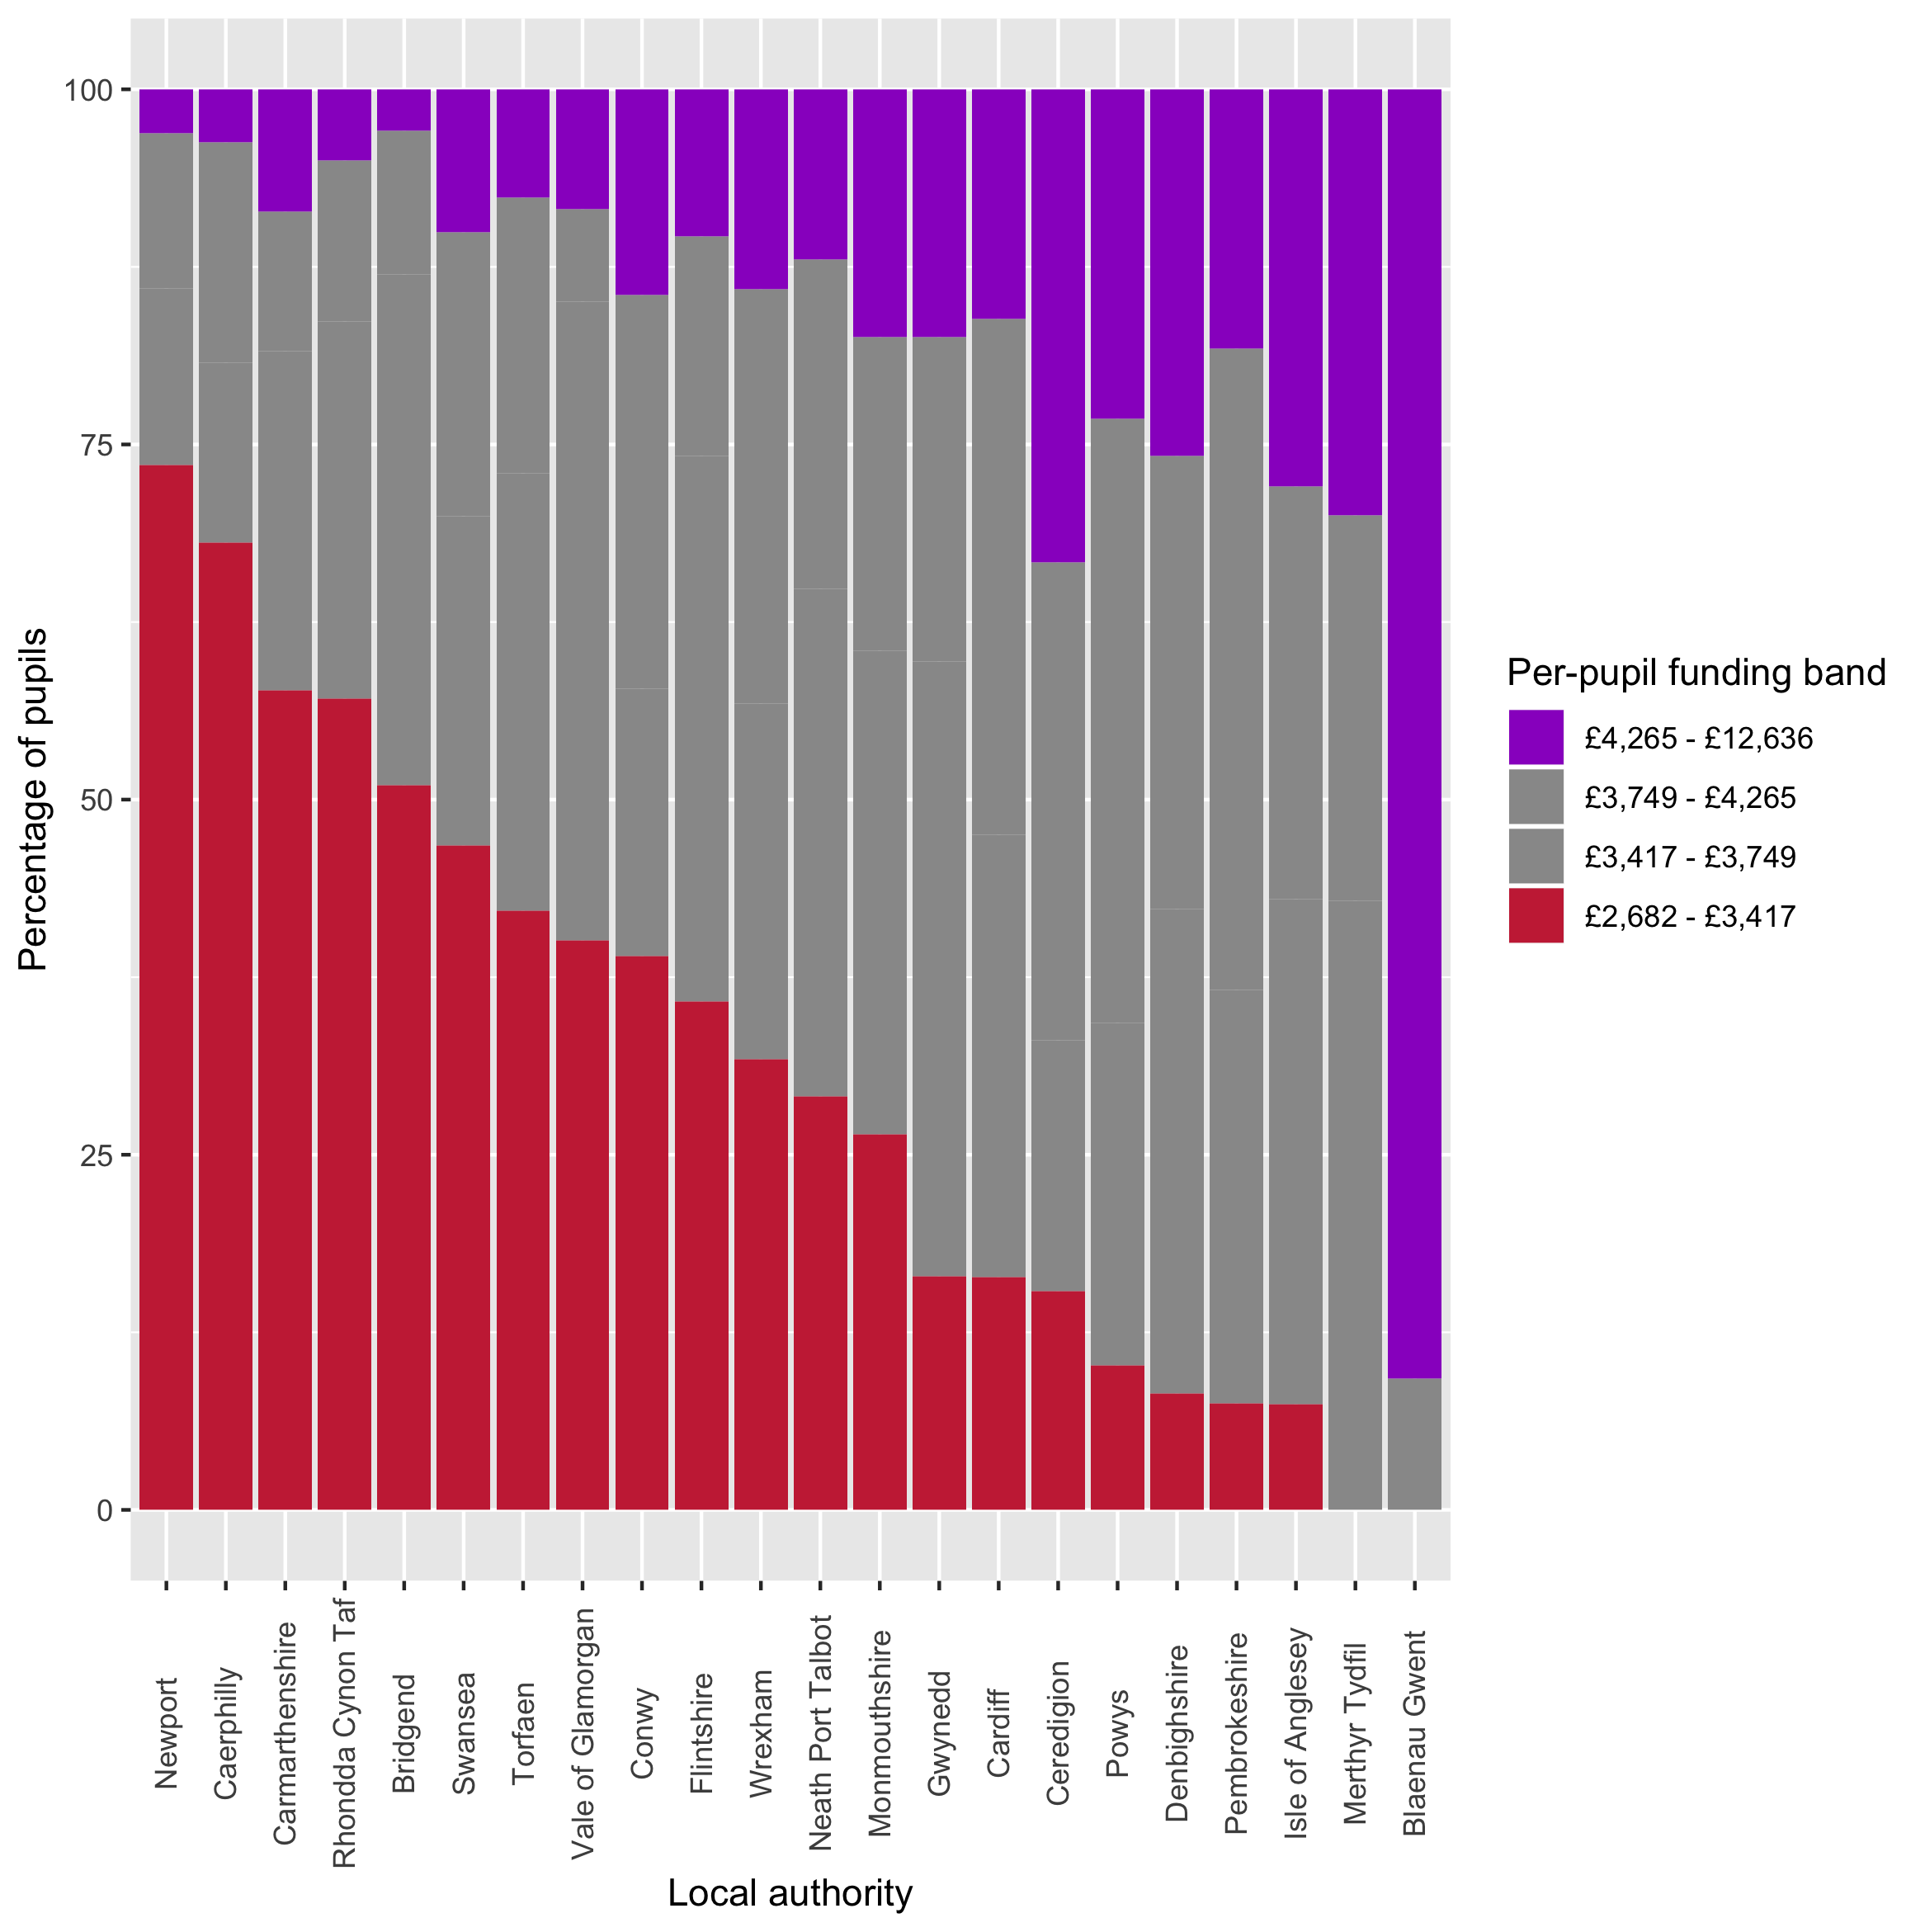 100
75
50
25
0
Percentage of pupils
Newport
Caerphilly
Carmarthenshire
Rhondda Cynon Taf
Bridgend
Swansea
Torfaen
Vale of Glamorgan
Conwy
Flintshire
Wrexham
Neath Port Talbot
Monmouthshire
Gwynedd
Cardiff
Ceredigion
Powys
Denbighshire
Pembrokeshire
Isle of Anglesey
Merthyr Tydfil
Blaenau Gwent
Local authority
Per-pupil funding band
£4,265 - £12,636
£3,749 - £4,265
£3,417 - £3,749
£2,682 - £3,417